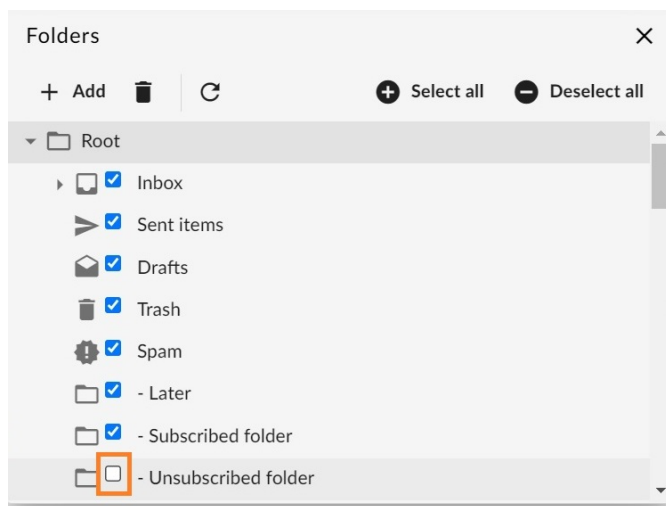 Folders
Add Select all Deselect all
Root
Inbox
Sent items
Drafts
Trash
Spam
- Later
- Subscribed folder
- Unsubscribed folder